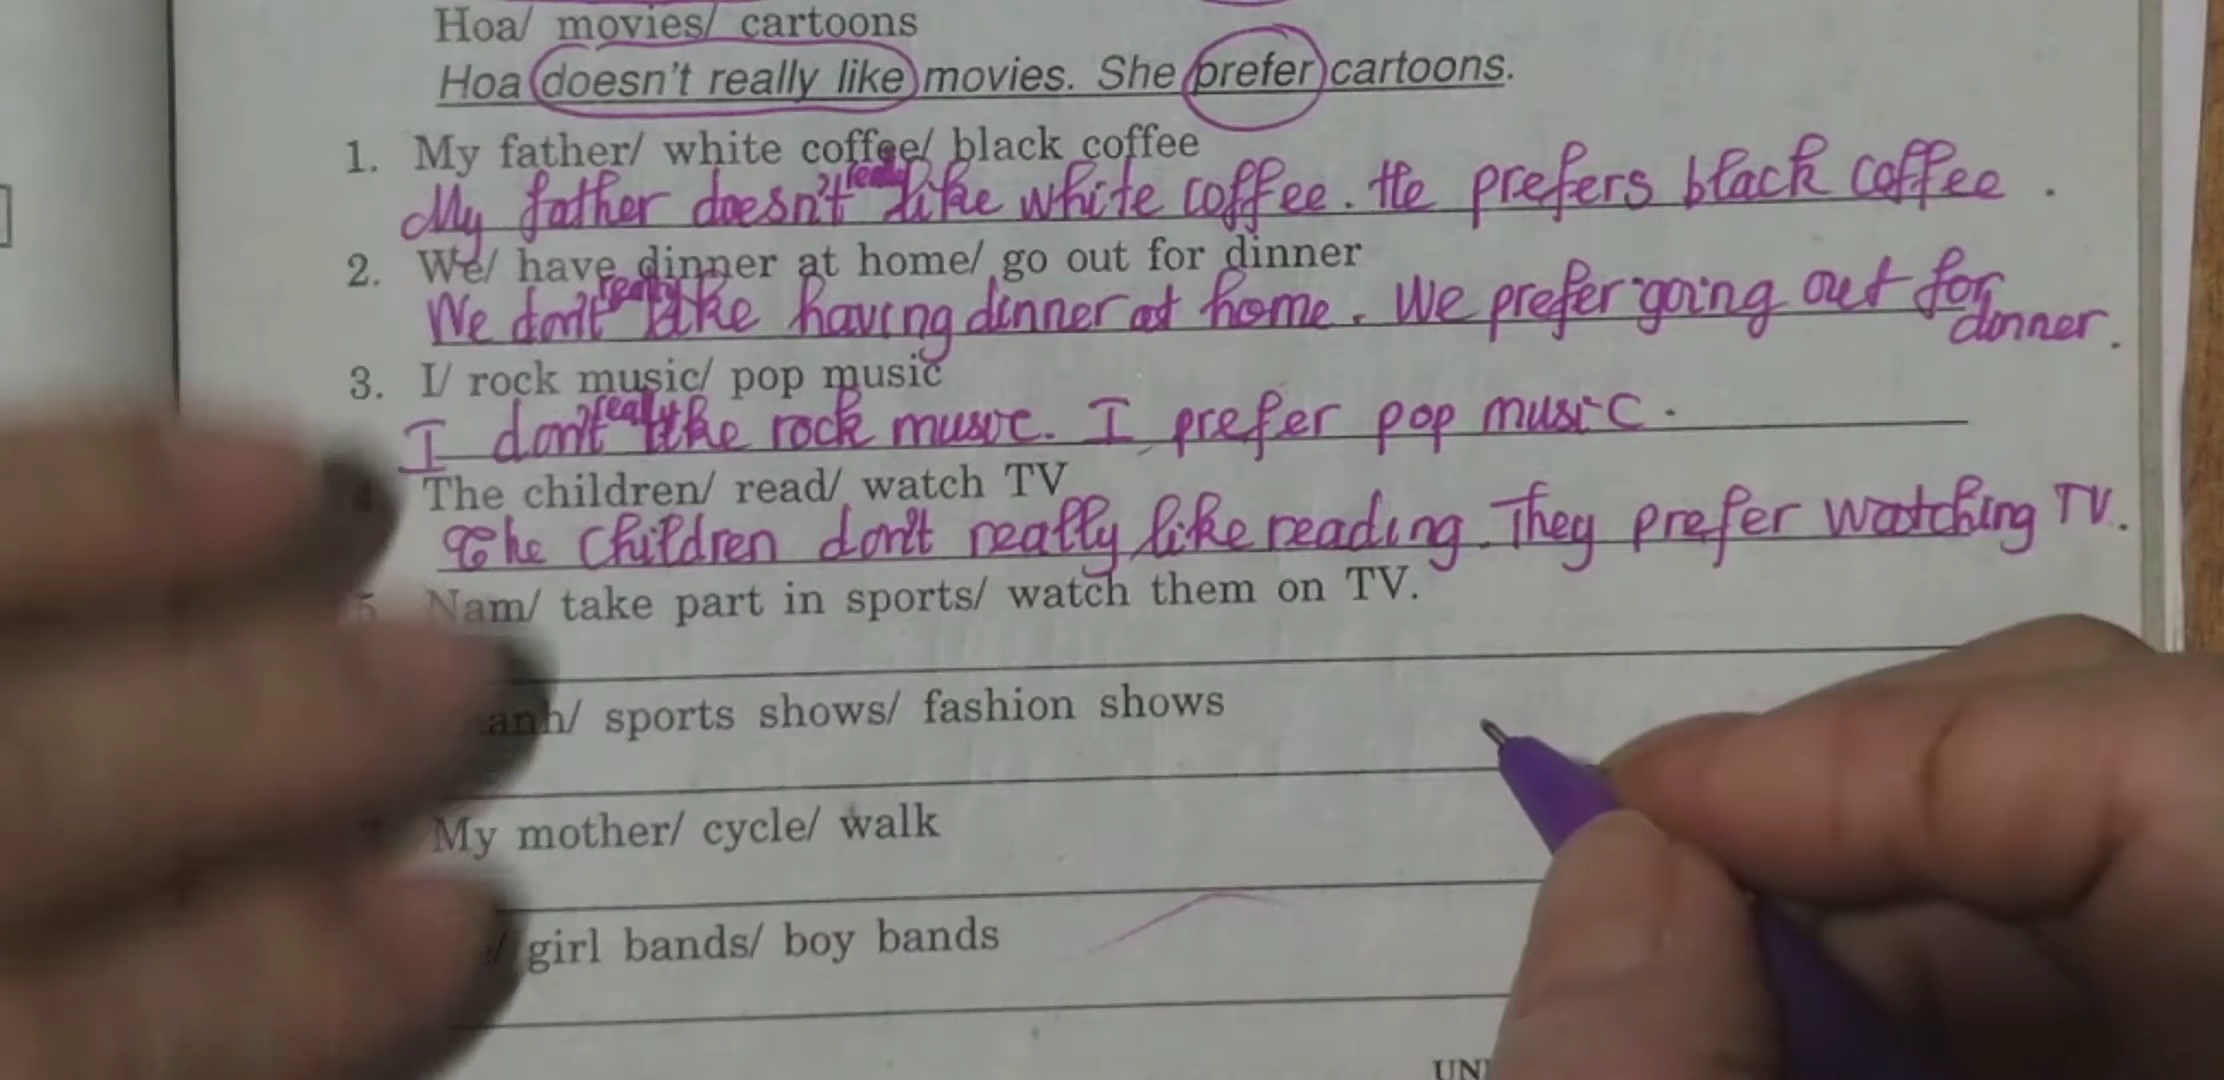 Hoa/ movies/ cartoons
Hoa doesn't really like movies. She prefer cartoons.
1. My father/ white coffee/ black coffee
My father doesn't really like white coffee. He prefers black coffee.
2. We/ have dinner at home/ go out for dinner
We don't really like having dinner at home. We prefer going out for
dinner.
3. I/ rock music/ pop music
I don't really like rock music. I prefer pop music.
The children/ read/ watch TV
The children don't really like reading. They prefer watching TV.
5. Nam/ take part in sports/ watch them on TV.
/ sports shows/ fashion shows
My mother/ cycle/ walk
/ girl bands/ boy bands